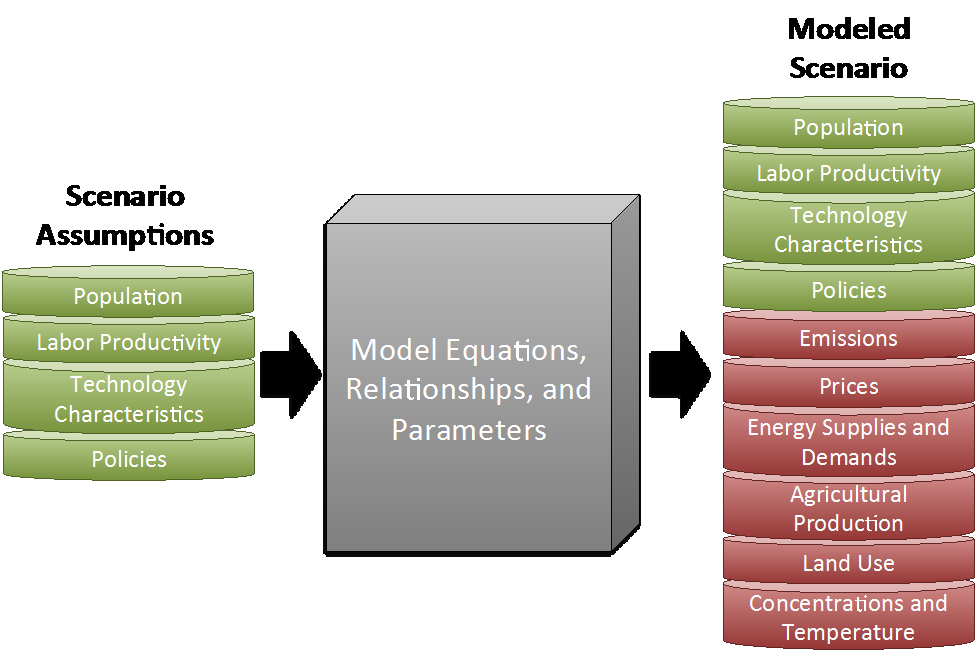 Scenario
Assumptions
Population
Labor Productivity
Technology
Characteristics
Policies
Model Equations,
Relationships, and
Parameters
Modeled
Scenario
Population
Labor Productivity
Technology
Characteristics
Policies
Emissions
Prices
Energy Supplies and
Demands
Agricultural
Production
Land Use
Concentrations and
Temperature